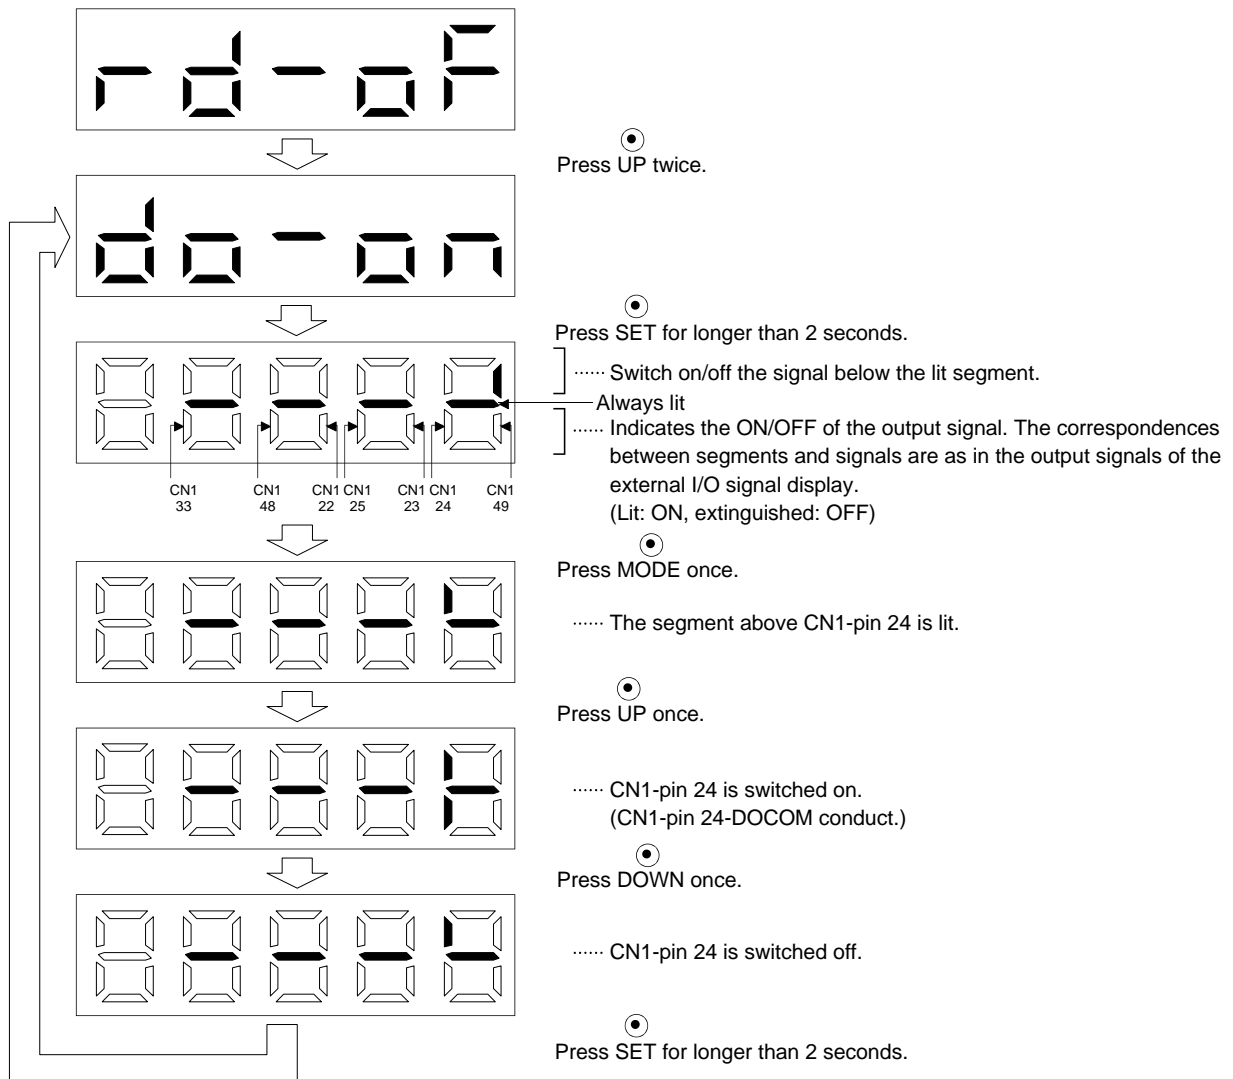 rd-oF
Press UP twice.
do-on
Press SET for longer than 2 seconds.
...... Switch on/off the signal below the lit segment.
Always lit
...... Indicates the ON/OFF of the output signal. The correspondences
between segments and signals are as in the output signals of the
external I/O signal display.
(Lit: ON, extinguished: OFF)
CN1 CN1 CN1 CN1 CN1 CN1 CN1
33 48 22 25 23 24 49
Press MODE once.
...... The segment above CN1-pin 24 is lit.
Press UP once.
...... CN1-pin 24 is switched on.
(CN1-pin 24-DOCOM conduct.)
Press DOWN once.
...... CN1-pin 24 is switched off.
Press SET for longer than 2 seconds.